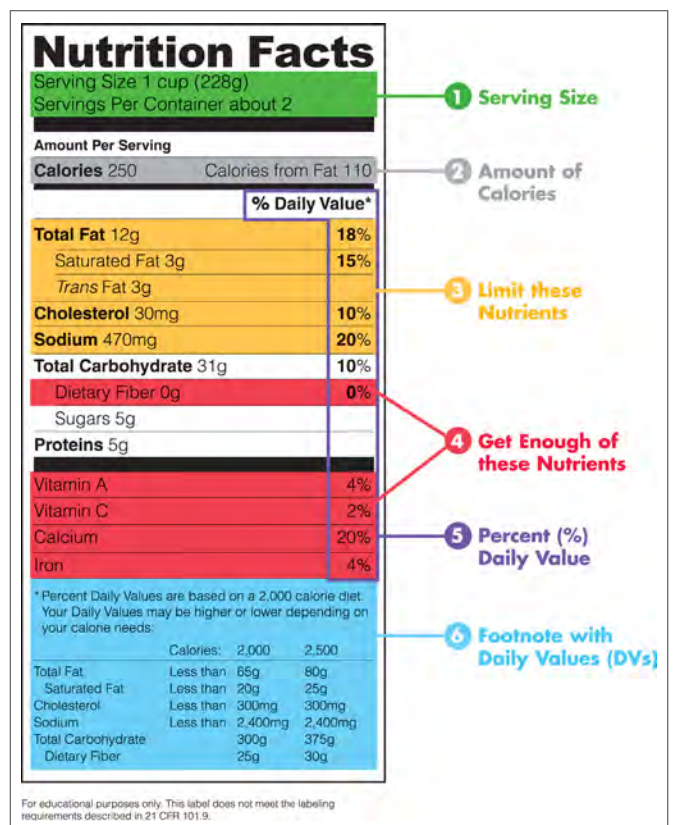 Nutrition Facts
Serving Size 1 cup (228g)
Servings Per Container about 2
1 Serving Size
Amount Per Serving
Calories 250 Calories from Fat 110
2 Amount of
Calories
% Daily Value*
Total Fat 12g 18%
Saturated Fat 3g 15%
Trans Fat 3g
3 Limit these
Nutrients
Cholesterol 30mg 10%
Sodium 470mg 20%
Total Carbohydrate 31g 10%
Dietary Fiber 0g 0%
Sugars 5g
Proteins 5g
4 Get Enough of
these Nutrients
Vitamin A 4%
Vitamin C 2%
Calcium 20%
Iron 4%
5 Percent (%)
Daily Value
* Percent Daily Values are based on a 2,000 calorie diet.
Your Daily Values may be higher or lower depending on
your calorie needs:
6 Footnote with
Daily Values (DVs)
Calories: 2,000 2,500
Total Fat Less than 65g 80g
Saturated Fat Less than 20g 25g
Cholesterol Less than 300mg 300mg
Sodium Less than 2,400mg 2,400mg
Total Carbohydrate 300g 375g
Dietary Fiber 25g 30g
For educational purposes only. This label does not meet the labeling
requirements described in 21 CFR 101.9.